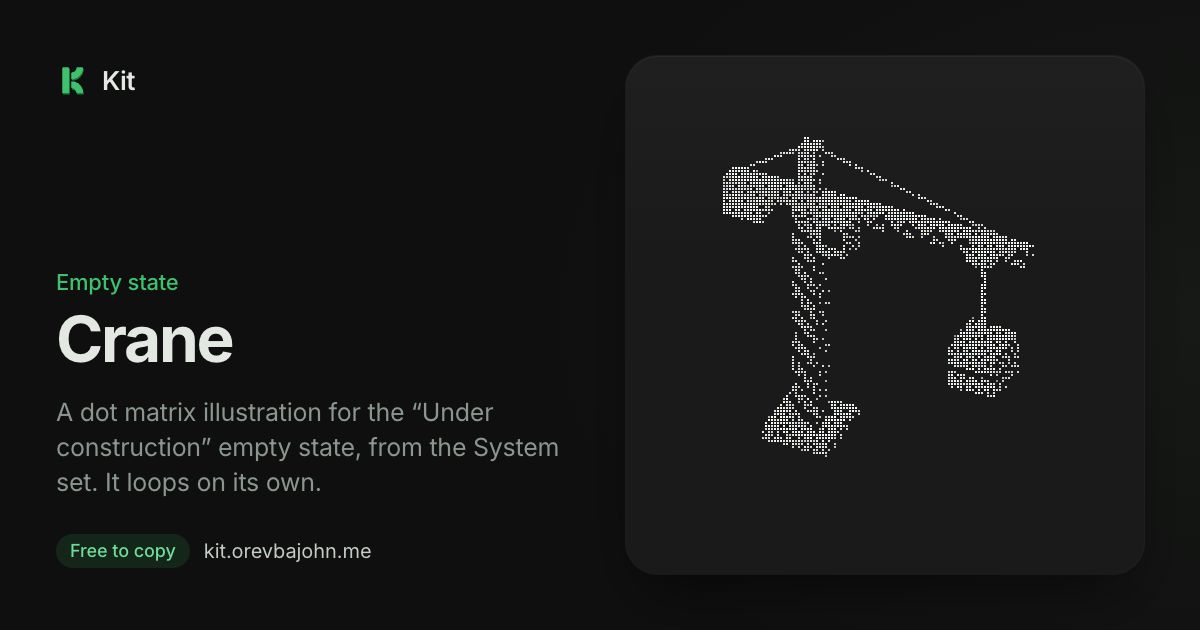 Kit
Empty state
Crane
A dot matrix illustration for the “Under
construction” empty state, from the System
set. It loops on its own.
Free to copy
kit.orevbajohn.me